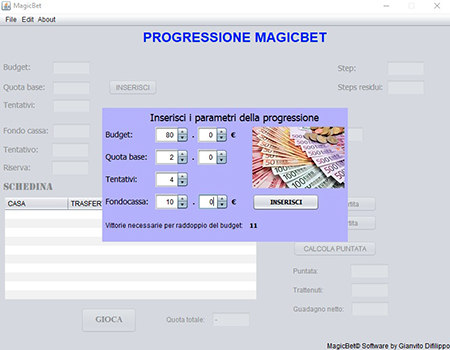 MagicBet
File Edit About
PROGRESSIONE MAGICBET
Budget:
Step:
Quota base:
INSERISCI
Steps residui:
Tentativi:
Inserisci i parametri della progressione
Budget: 80 . 0 €
Quota base: 2 . 0
Tentativi: 4
Fondocassa: 10 . 0 €
INSERISCI
Vittorie necessarie per raddoppio del budget: 11
Fondo cassa:
Tentativo:
Riserva:
SCHEDINA
CASA TRASFER
CALCOLA PUNTATA
Puntata:
Trattenuti:
Guadagno netto:
GIOCA
Quota totale: -
MagicBet© Software by Gianvito Difilippo